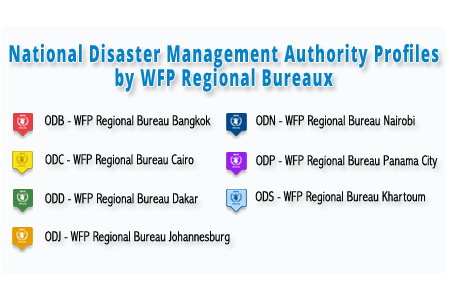 National Disaster Management Authority Profiles
by WFP Regional Bureaux
ODB - WFP Regional Bureau Bangkok
ODC - WFP Regional Bureau Cairo
ODD - WFP Regional Bureau Dakar
ODJ - WFP Regional Bureau Johannesburg
ODN - WFP Regional Bureau Nairobi
ODP - WFP Regional Bureau Panama City
ODS - WFP Regional Bureau Khartoum